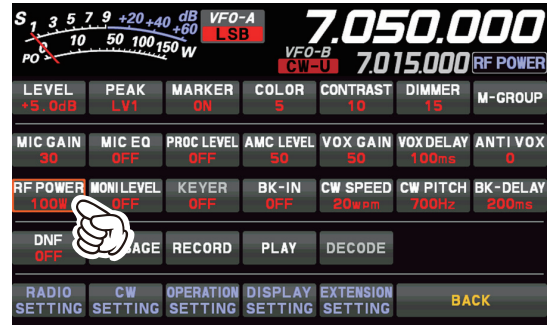 S 1 3 5 7 9 +20 +40 +60 dB VFO-A 7.050.000
LSB
PO 0 10 50 100 150 W VFO-B
CW-U 7.015.000 RF POWER
LEVEL PEAK MARKER COLOR CONTRAST DIMMER M-GROUP
+5.0dB LV1 ON 5 10 15
MIC GAIN MIC EQ PROC LEVEL AMC LEVEL VOX GAIN VOX DELAY ANTI VOX
30 OFF OFF 50 50 100ms 0
RF POWER MONI LEVEL KEYER BK-IN CW SPEED CW PITCH BK-DELAY
100W OFF OFF OFF 20wpm 700Hz 200ms
DNF AGE RECORD PLAY DECODE
OFF
RADIO CW OPERATION DISPLAY EXTENSION BACK
SETTING SETTING SETTING SETTING SETTING